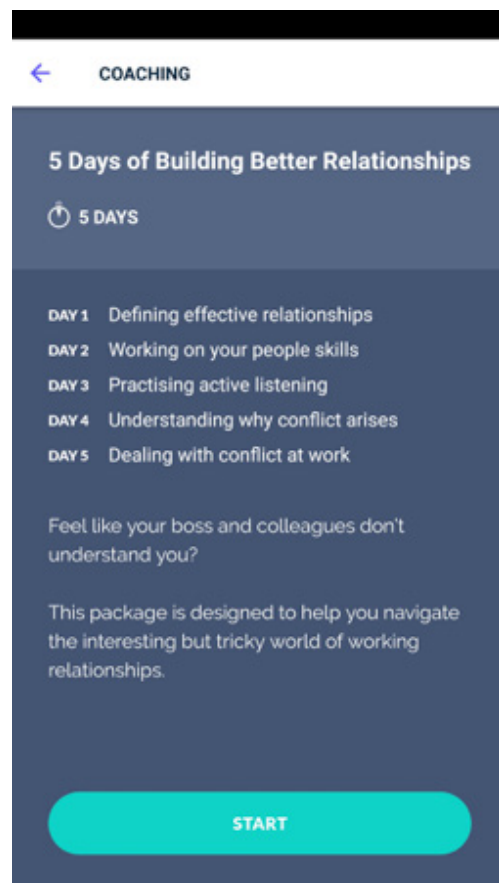 COACHING
5 Days of Building Better Relationships
5 DAYS
DAY 1 Defining effective relationships
DAY 2 Working on your people skills
DAY 3 Practising active listening
DAY 4 Understanding why conflict arises
DAY 5 Dealing with conflict at work
Feel like your boss and colleagues don't
understand you?
This package is designed to help you navigate
the interesting but tricky world of working
relationships.
START